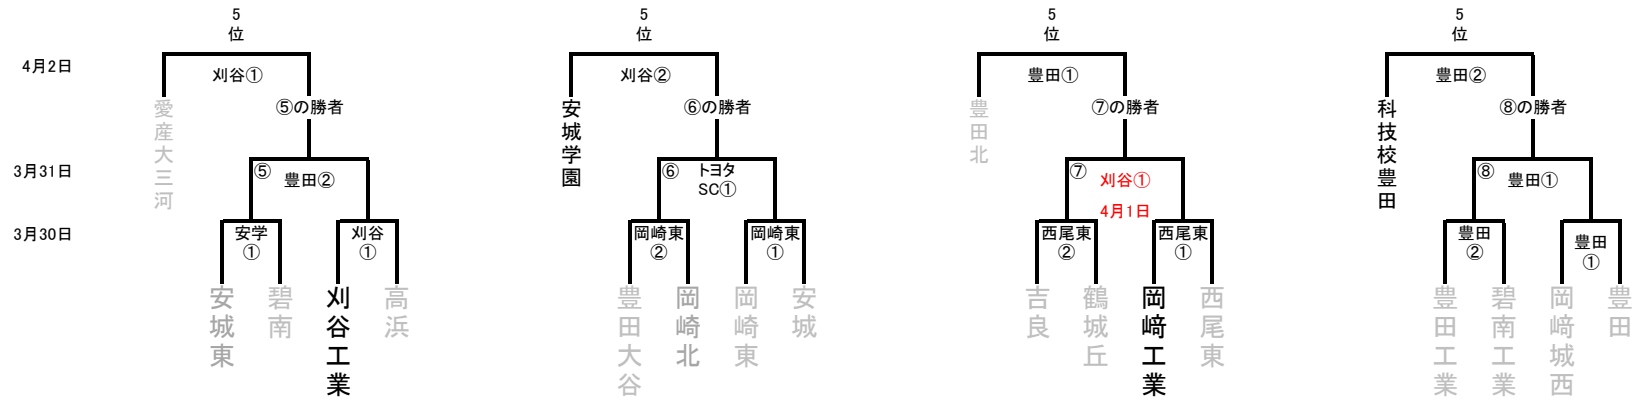 5
位
5
位
5
位
5
位
4月2日
刈谷①
刈谷②
豊田①
豊田②
愛産大三河
⑤の勝者
安城学園
⑥の勝者
豊田北
⑦の勝者
科技校豊田
⑧の勝者
3月31日
⑤
豊田②
⑥
トヨタ
SC①
⑦
刈谷①
4月1日
⑧
豊田①
3月30日
安学
①
刈谷
①
岡崎東
②
岡崎東
①
西尾東
②
西尾東
①
豊田
②
豊田
①
安城東
碧南
刈谷工業
高浜
豊田大谷
岡崎北
岡崎東
安城
吉良
鶴城丘
岡﨑工業
西尾東
豊田工業
碧南工業
岡﨑城西
豊田